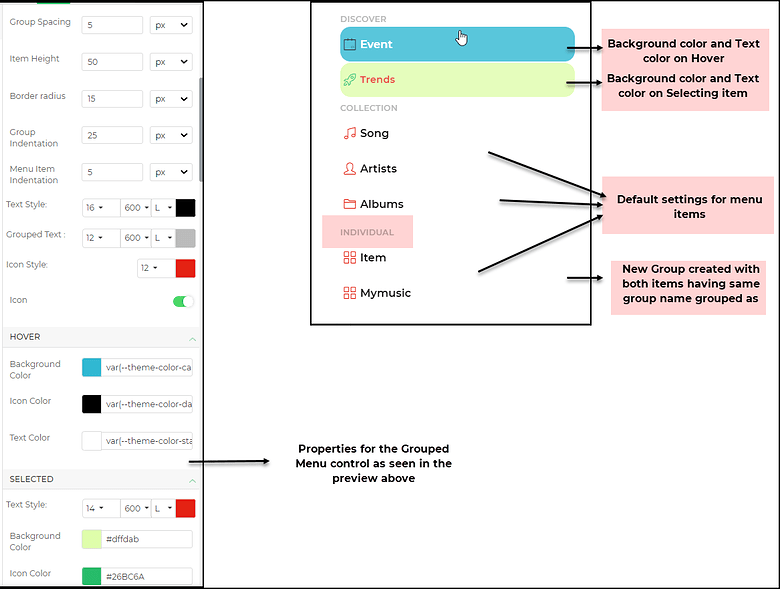 Group Spacing 5 px
Item Height 50 px
Border radius 15 px
Group
Indentation 25 px
Menu Item
Indentation 5 px
Text Style: 16 600 L
Grouped Text : 12 600 L
Icon Style: 12
Icon
HOVER
Background
Color var(--theme-color-ca
Icon Color var(--theme-color-da
Text Color var(--theme-color-sta
SELECTED
Text Style: 14 600 L
Background
Color #dffdab
Icon Color #26BC6A
DISCOVER
Event
Trends
COLLECTION
Song
Artists
Albums
INDIVIDUAL
Item
Mymusic
Background color and Text
color on Hover
Background color and Text
color on Selecting item
Default settings for menu
items
New Group created with
both items having same
group name grouped as
Properties for the Grouped
Menu control as seen in the
preview above